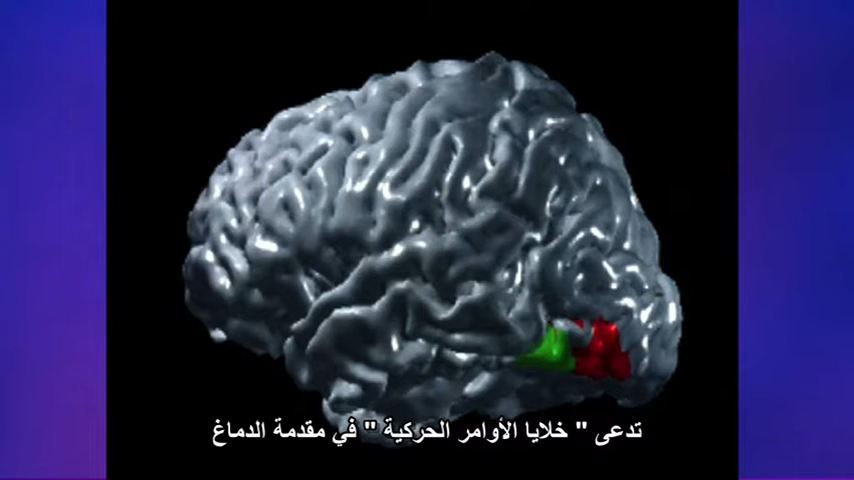 تدعى " خلايا الأوامر الحركية " في مقدمة الدماغ